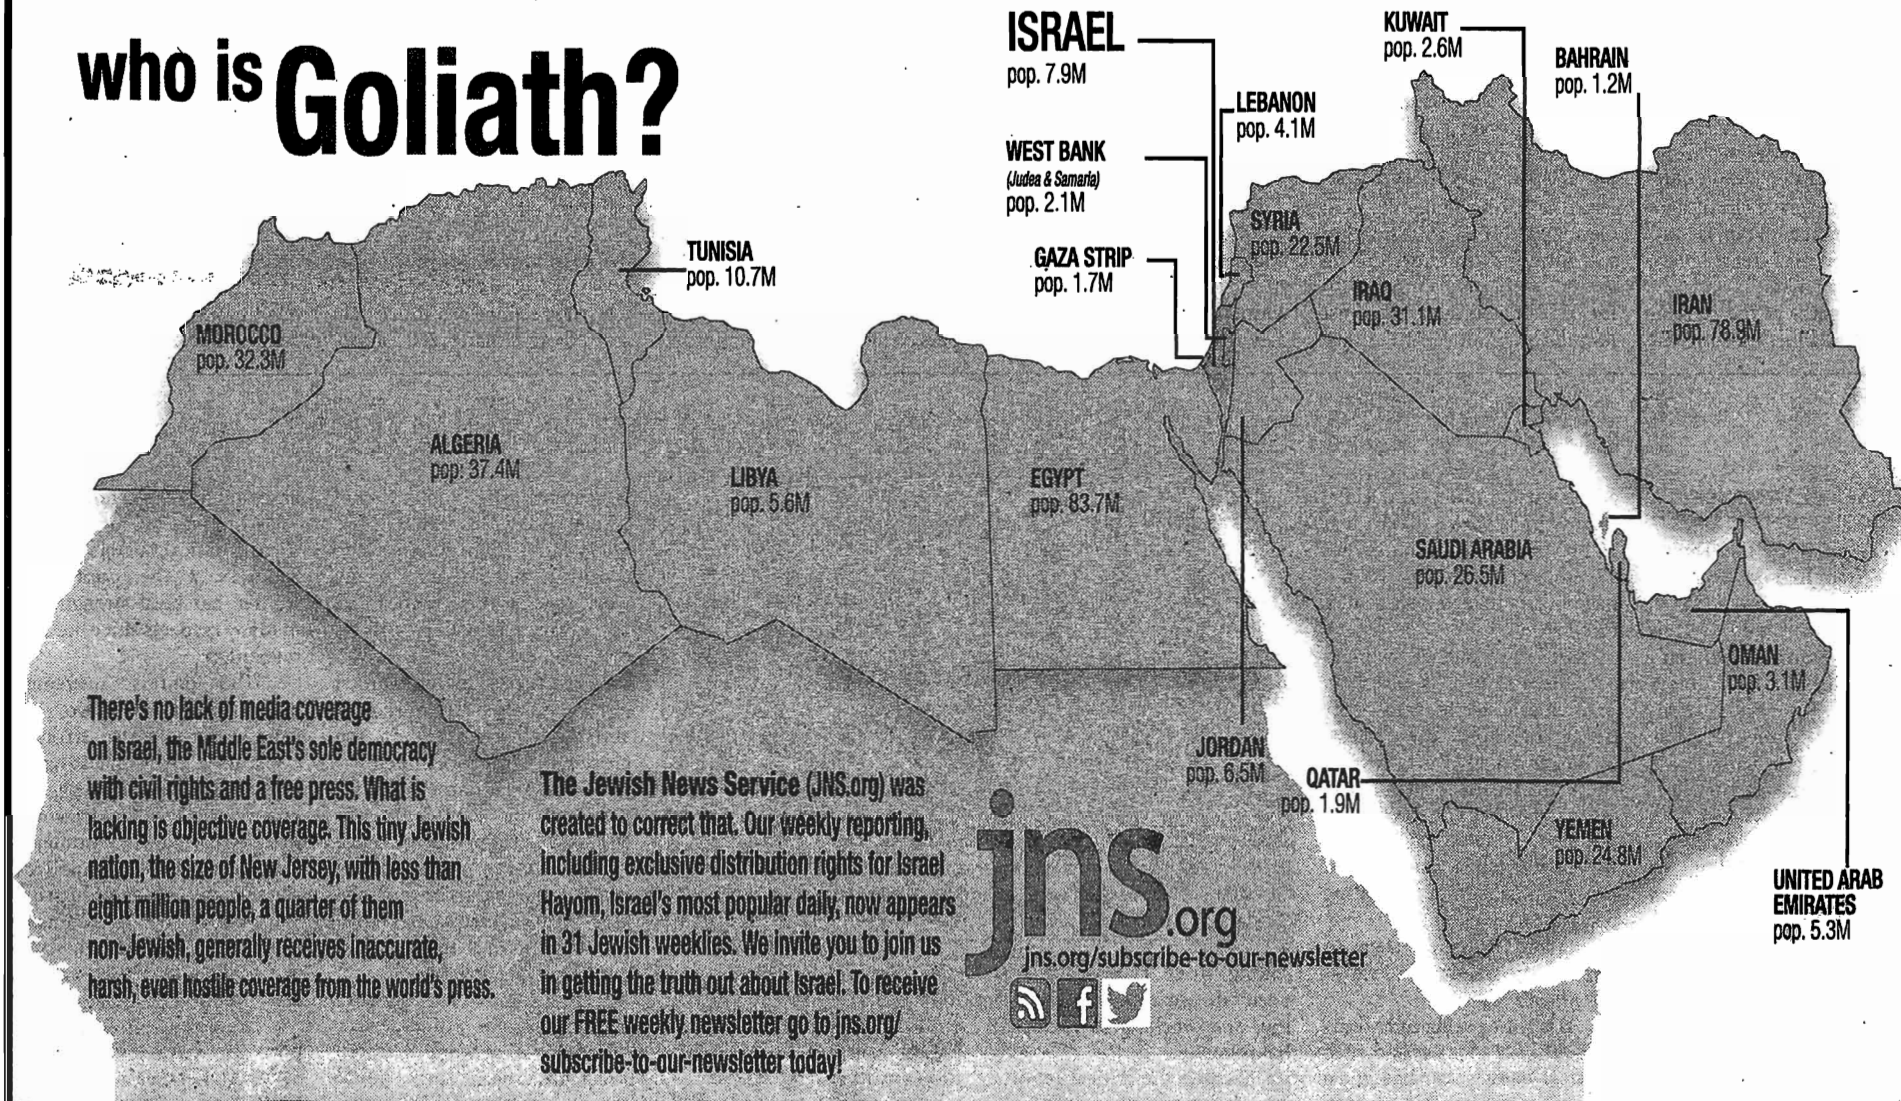 who is Goliath?
ISRAEL
pop. 7.9M
KUWAIT
pop. 2.6M
BAHRAIN
pop. 1.2M
LEBANON
pop. 4.1M
WEST BANK
(Judea & Samaria)
pop. 2.1M
GAZA STRIP
pop. 1.7M
TUNISIA
pop. 10.7M
SYRIA
pop. 22.5M
IRAQ
pop. 31.1M
IRAN
pop. 78.9M
MOROCCO
pop. 32.3M
ALGERIA
pop. 37.4M
LIBYA
pop. 5.6M
EGYPT
pop. 83.7M
SAUDI ARABIA
pop. 26.5M
OMAN
pop. 3.1M
JORDAN
pop. 6.5M
QATAR
pop. 1.9M
YEMEN
pop. 24.8M
UNITED ARAB
EMIRATES
pop. 5.3M
There's no lack of media coverage
on Israel, the Middle East's sole democracy
with civil rights and a free press. What is
lacking is objective coverage. This tiny Jewish
nation, the size of New Jersey, with less than
eight million people, a quarter of them
non-Jewish, generally receives inaccurate,
harsh, even hostile coverage from the world's press.
The Jewish News Service (JNS.org) was
created to correct that. Our weekly reporting,
including exclusive distribution rights for Israel
Hayom, Israel's most popular daily, now appears
in 31 Jewish weeklies. We invite you to join us
in getting the truth out about Israel. To receive
our FREE weekly newsletter go to jns.org/
subscribe-to-our-newsletter today!
jns.org
jns.org/subscribe-to-our-newsletter
f